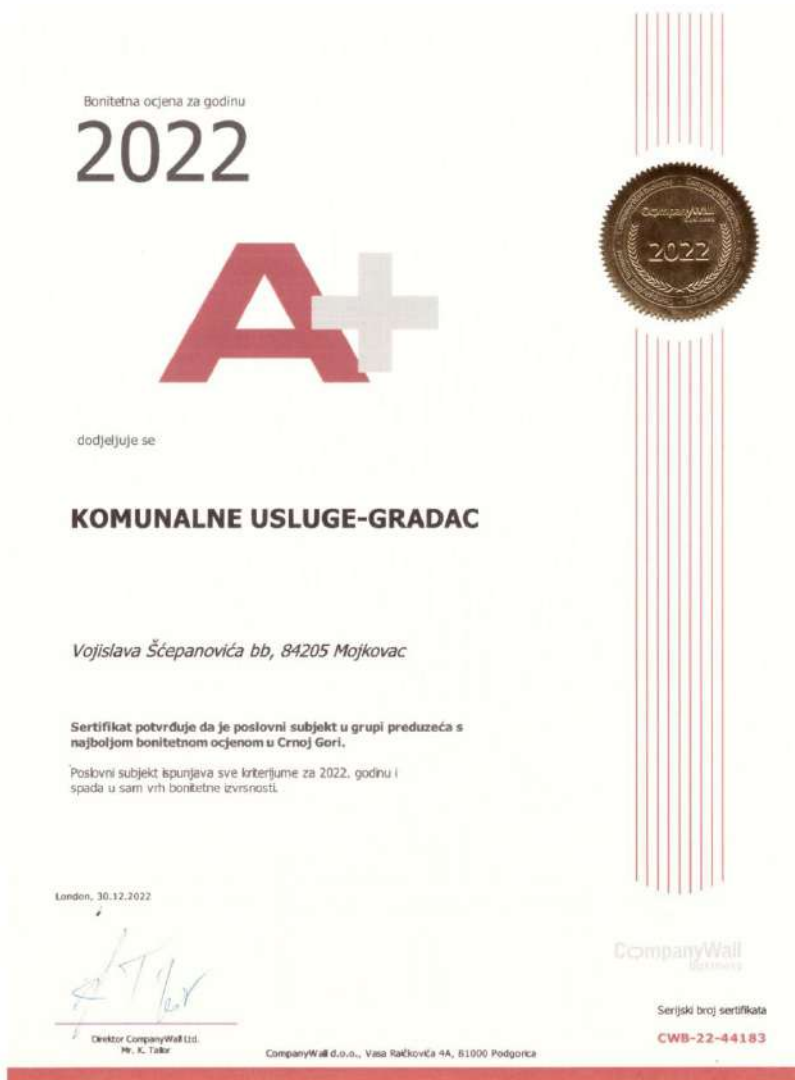 Bonitetna ocjena za godinu
2022
CompanyWall
2022
A+
dodjeljuje se
KOMUNALNE USLUGE-GRADAC
Vojislava Šćepanovića bb, 84205 Mojkovac
Sertifikat potvrđuje da je poslovni subjekt u grupi preduzeća s
najboljom bonitetnom ocjenom u Crnoj Gori.
Poslovni subjekt ispunjava sve kriterijume za 2022. godinu i
spada u sam vrh bonitetne izvrsnosti.
London, 30.12.2022
CompanyWall
Business
Serijski broj sertifikata
CWB-22-44183
Direktor CompanyWall Ltd.
Mr. K. Tailor
CompanyWall d.o.o., Vasa Raičkovića 4A, 81000 Podgorica